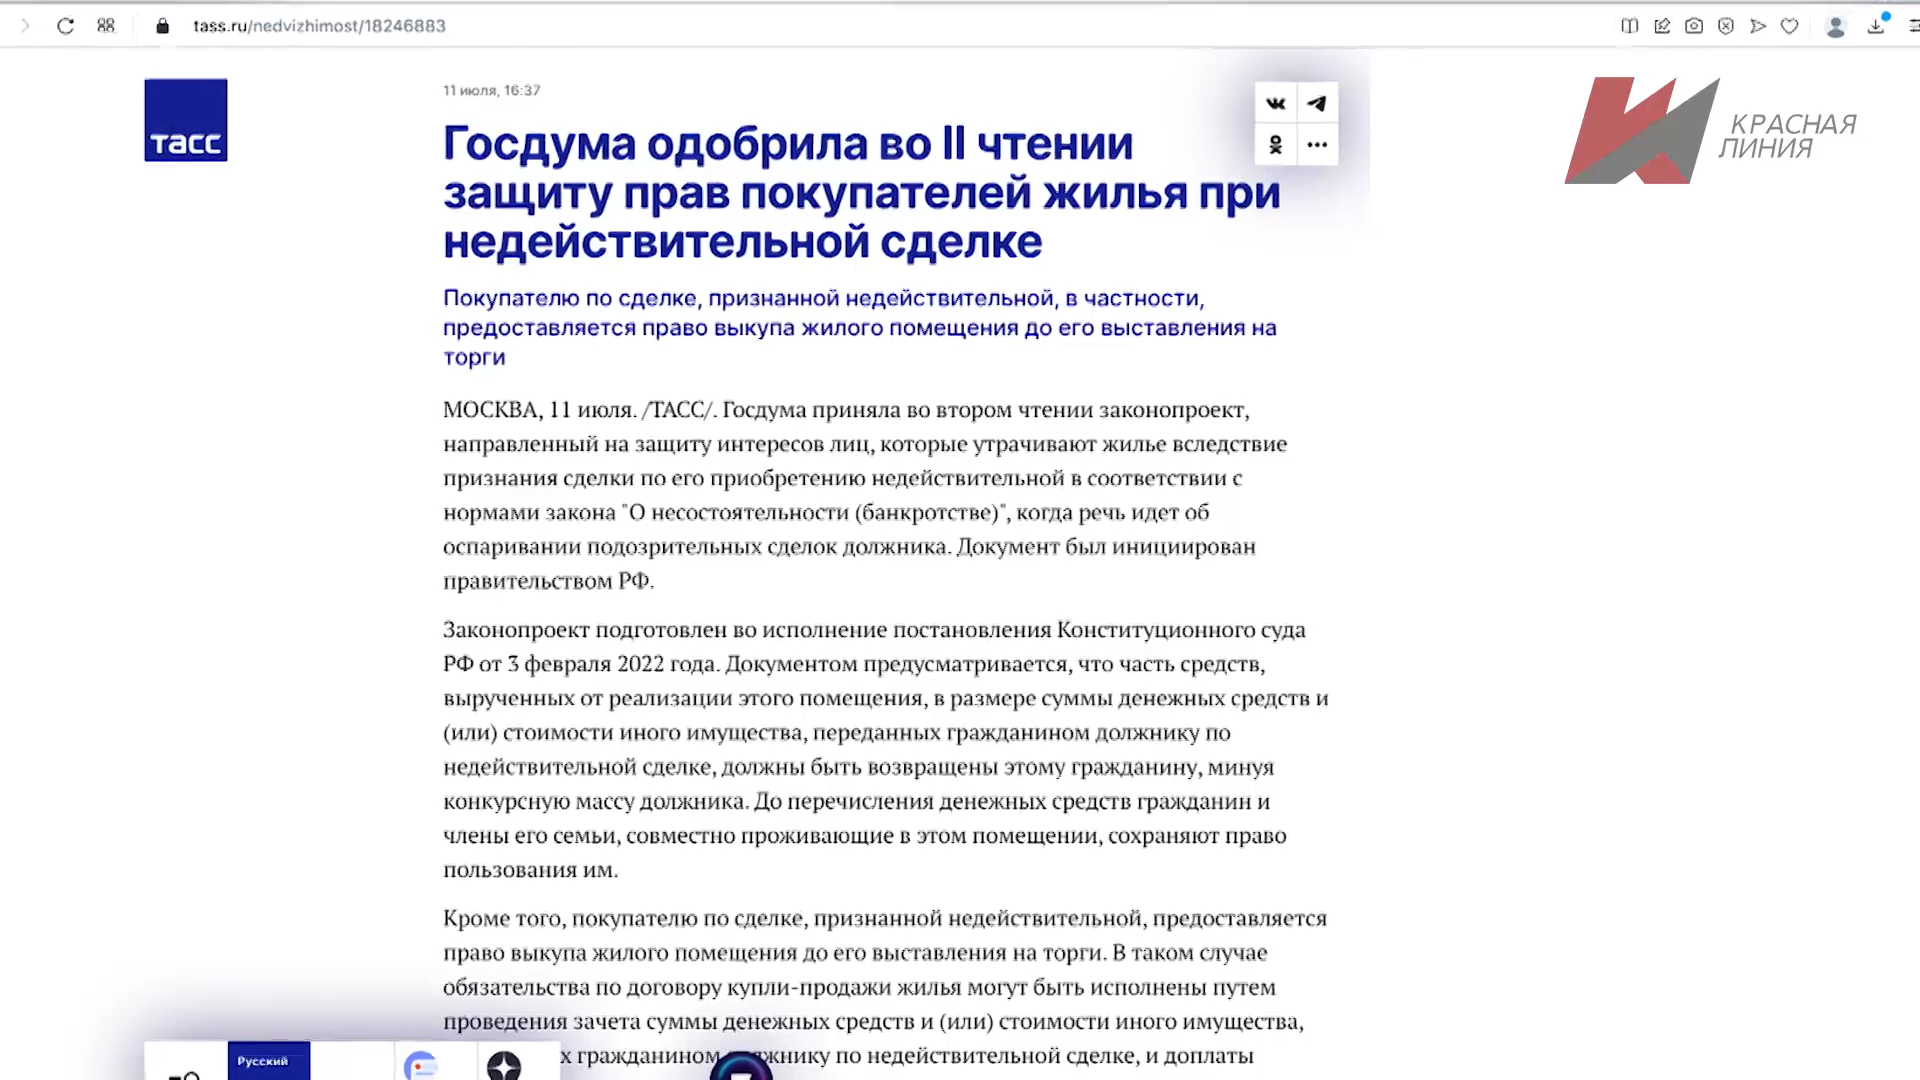 tass.ru/nedvizhimost/18246883
ТАСС
11 июля, 16:37
КРАСНАЯ
ЛИНИЯ
Госдума одобрила во II чтении
защиту прав покупателей жилья при
недействительной сделке
Покупателю по сделке, признанной недействительной, в частности,
предоставляется право выкупа жилого помещения до его выставления на
торги
МОСКВА, 11 июля. /ТАСС/. Госдума приняла во втором чтении законопроект,
направленный на защиту интересов лиц, которые утрачивают жилье вследствие
признания сделки по его приобретению недействительной в соответствии с
нормами закона "О несостоятельности (банкротстве)", когда речь идет об
оспаривании подозрительных сделок должника. Документ был инициирован
правительством РФ.
Законопроект подготовлен во исполнение постановления Конституционного суда
РФ от 3 февраля 2022 года. Документом предусматривается, что часть средств,
вырученных от реализации этого помещения, в размере суммы денежных средств и
(или) стоимости иного имущества, переданных гражданином должнику по
недействительной сделке, должны быть возвращены этому гражданину, минуя
конкурсную массу должника. До перечисления денежных средств гражданин и
члены его семьи, совместно проживающие в этом помещении, сохраняют право
пользования им.
Кроме того, покупателю по сделке, признанной недействительной, предоставляется
право выкупа жилого помещения до его выставления на торги. В таком случае
обязательства по договору купли-продажи жилья могут быть исполнены путем
проведения зачета суммы денежных средств и (или) стоимости иного имущества,
гражданином должнику по недействительной сделке, и доплаты
Русский